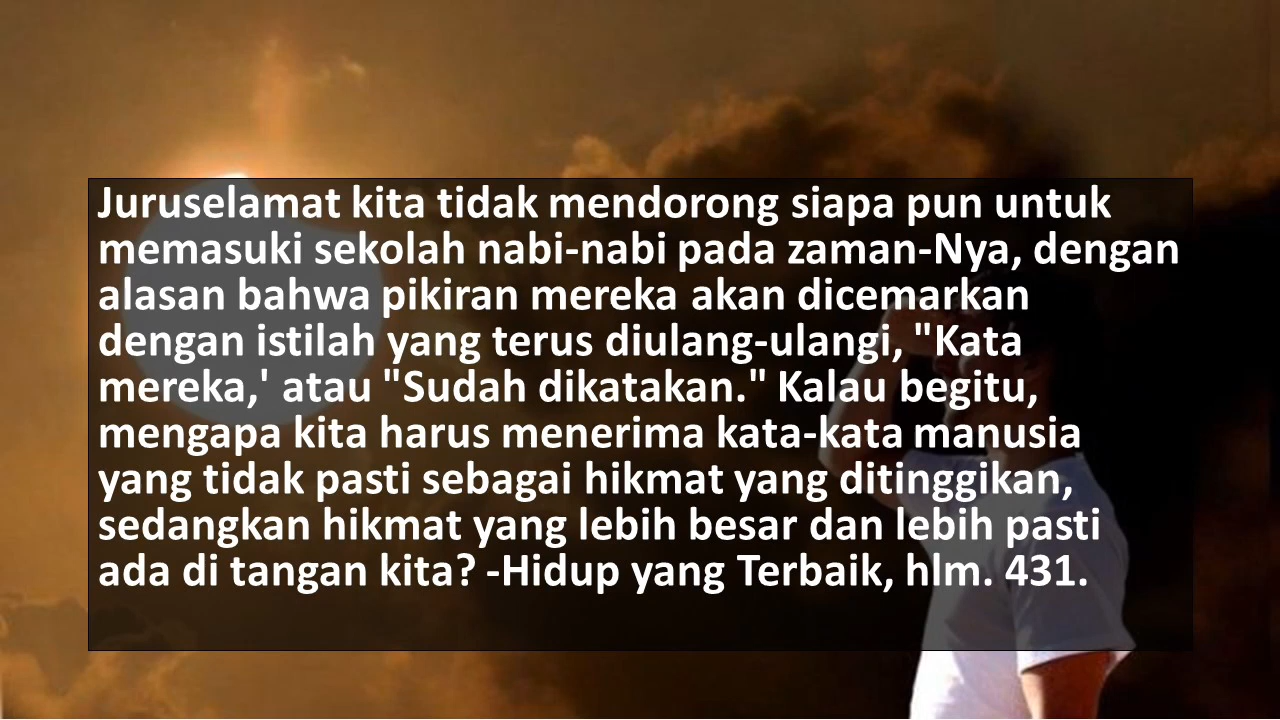 Juruselamat kita tidak mendorong siapa pun untuk
memasuki sekolah nabi-nabi pada zaman-Nya, dengan
alasan bahwa pikiran mereka akan dicemarkan
dengan istilah yang terus diulang-ulangi, "Kata
mereka,' atau "Sudah dikatakan." Kalau begitu,
mengapa kita harus menerima kata-kata manusia
yang tidak pasti sebagai hikmat yang ditinggikan,
sedangkan hikmat yang lebih besar dan lebih pasti
ada di tangan kita? -Hidup yang Terbaik, hlm. 431.